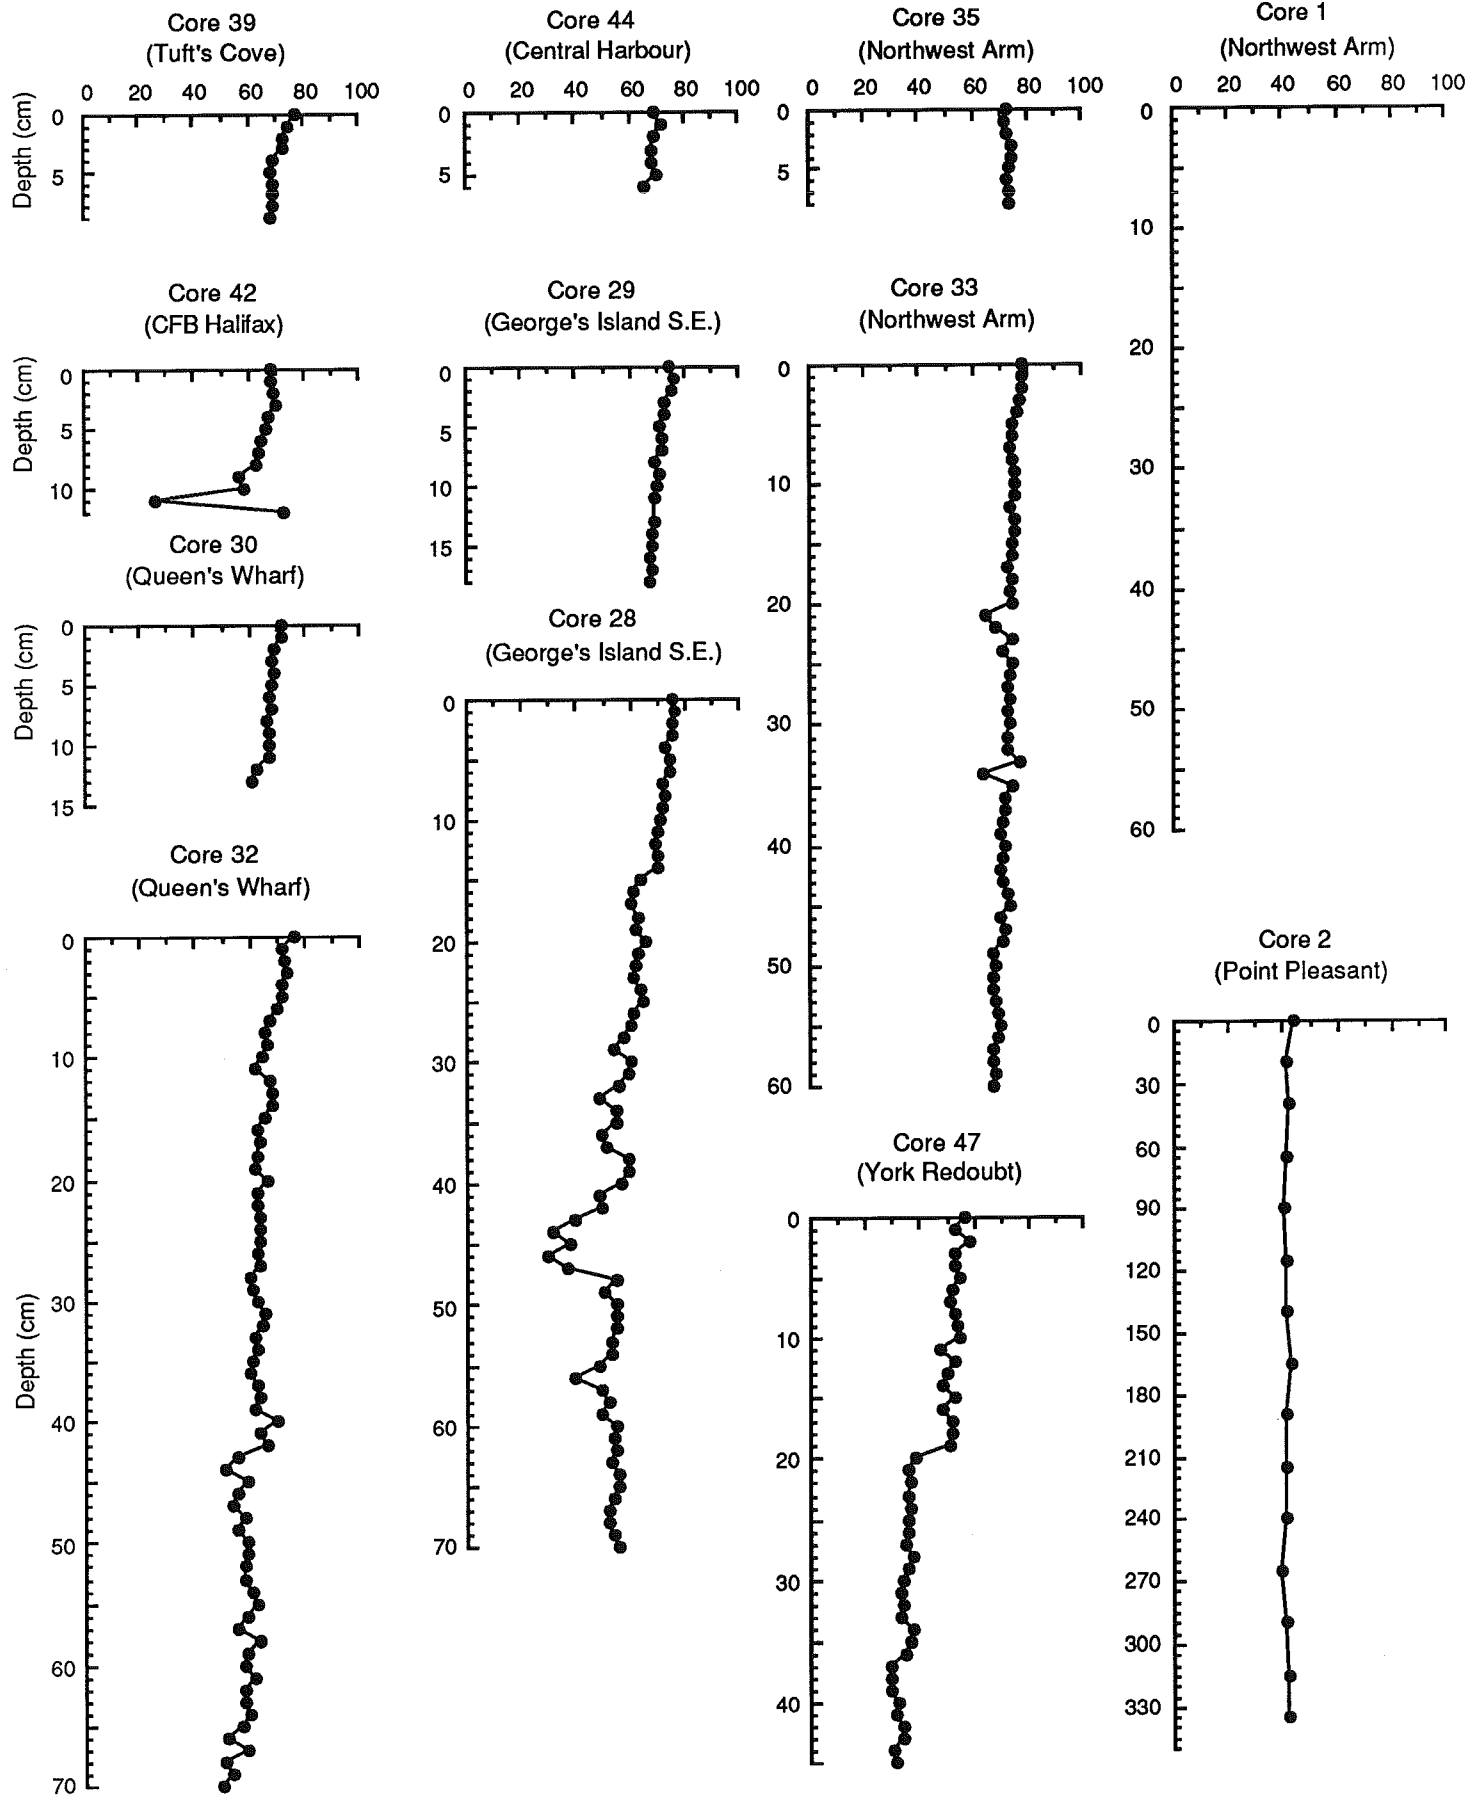 Core 39
(Tuft's Cove)
0 20 40 60 80 100
Depth (cm)
0
5
Core 42
(CFB Halifax)
Depth (cm)
0
5
10
Core 30
(Queen's Wharf)
Depth (cm)
0
5
10
15
Core 32
(Queen's Wharf)
Depth (cm)
0
10
20
30
40
50
60
70
Core 44
(Central Harbour)
0 20 40 60 80 100
0
5
Core 29
(George's Island S.E.)
0
5
10
15
Core 28
(George's Island S.E.)
0
10
20
30
40
50
60
70
Core 35
(Northwest Arm)
0 20 40 60 80 100
0
5
Core 33
(Northwest Arm)
0
10
20
30
40
50
60
Core 47
(York Redoubt)
0
10
20
30
40
Core 1
(Northwest Arm)
0 20 40 60 80 100
0
10
20
30
40
50
60
Core 2
(Point Pleasant)
0
30
60
90
120
150
180
210
240
270
300
330